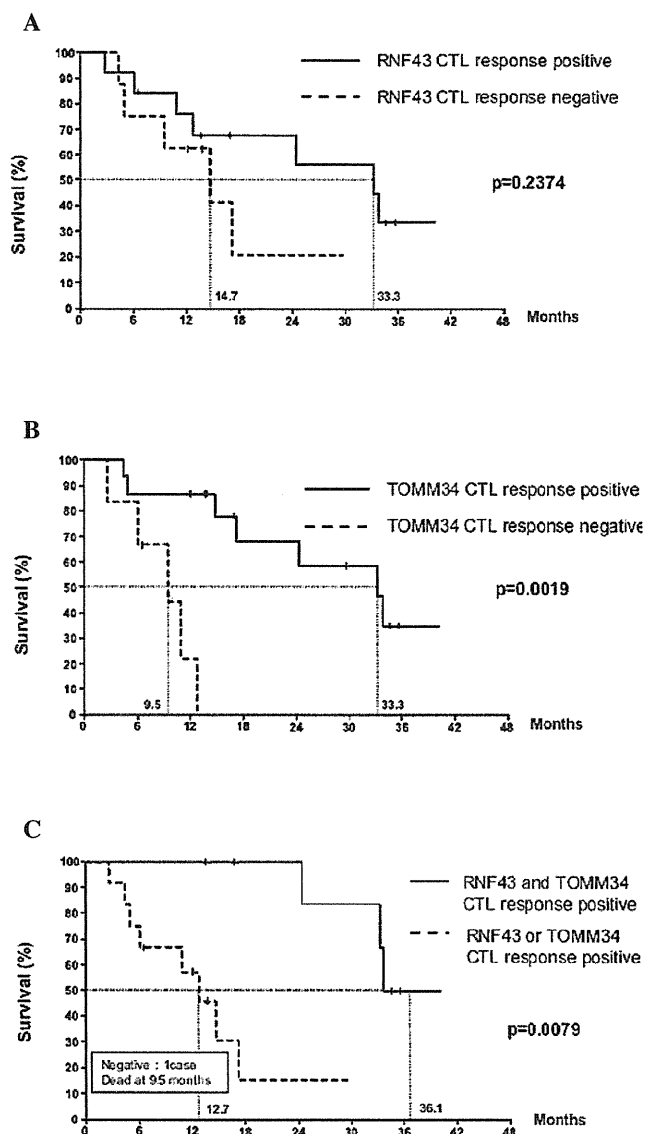 A
100
90
80
70
60
50
40
30
20
10
0
Survival (%)
RNF43 CTL response positive
RNF43 CTL response negative
p=0.2374
14.7
33.3
0 6 12 18 24 30 36 42 48
Months
B
100
90
80
70
60
50
40
30
20
10
0
Survival (%)
TOMM34 CTL response positive
TOMM34 CTL response negative
p=0.0019
9.5
33.3
0 6 12 18 24 30 36 42 48
Months
C
100
90
80
70
60
50
40
30
20
10
0
Survival (%)
RNF43 and TOMM34
CTL response positive
RNF43 or TOMM34
CTL response positive
p=0.0079
Negative : 1case
Dead at 95 months
12.7
36.1
0 6 12 18 24 30 36 42 48
Months